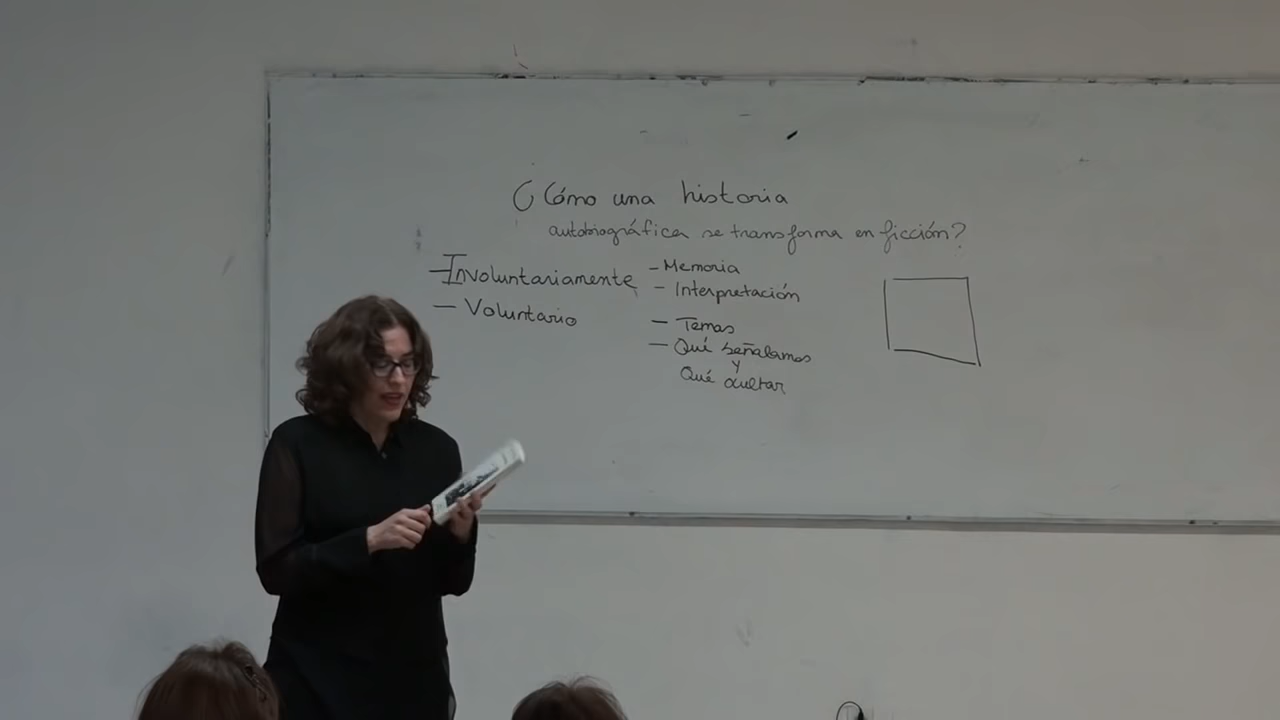 ¿Cómo una historia
autobiográfica se transforma en ficción?
- Involuntariamente
- Voluntario
- Memoria
- Interpretación
- Temas
- Qué señalamos
y
Qué ocultar